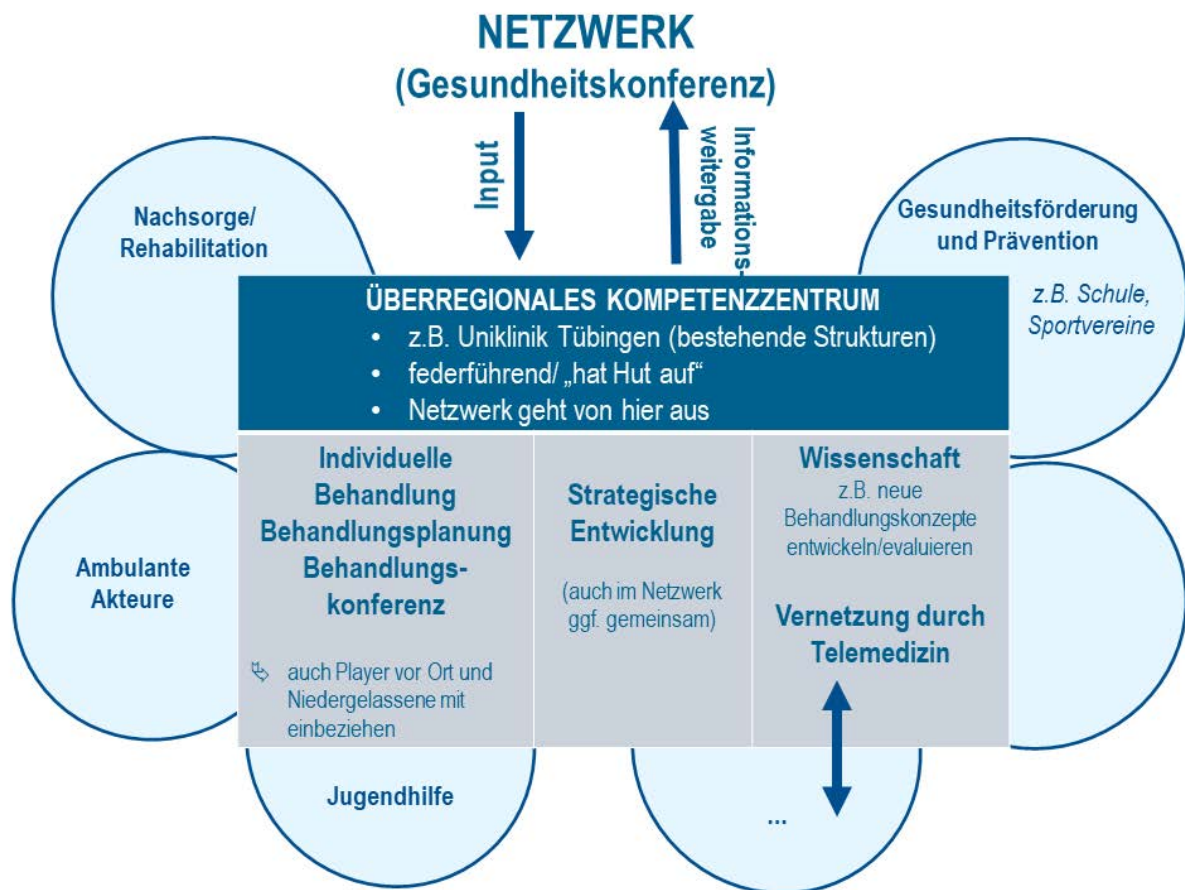 NETZWERK
(Gesundheitskonferenz)
Input
Informations-
weitergabe
Nachsorge/
Rehabilitation
Gesundheitsförderung
und Prävention
z.B. Schule,
Sportvereine
ÜBERREGIONALES KOMPETENZZENTRUM
• z.B. Uniklinik Tübingen (bestehende Strukturen)
• federführend/ „hat Hut auf“
• Netzwerk geht von hier aus
Individuelle
Behandlung
Behandlungsplanung
Behandlungs-
konferenz
auch Player vor Ort und
Niedergelassene mit
einbeziehen
Strategische
Entwicklung
(auch im Netzwerk
ggf. gemeinsam)
Wissenschaft
z.B. neue
Behandlungskonzepte
entwickeln/evaluieren
Vernetzung durch
Telemedizin
Ambulante
Akteure
Jugendhilfe
...